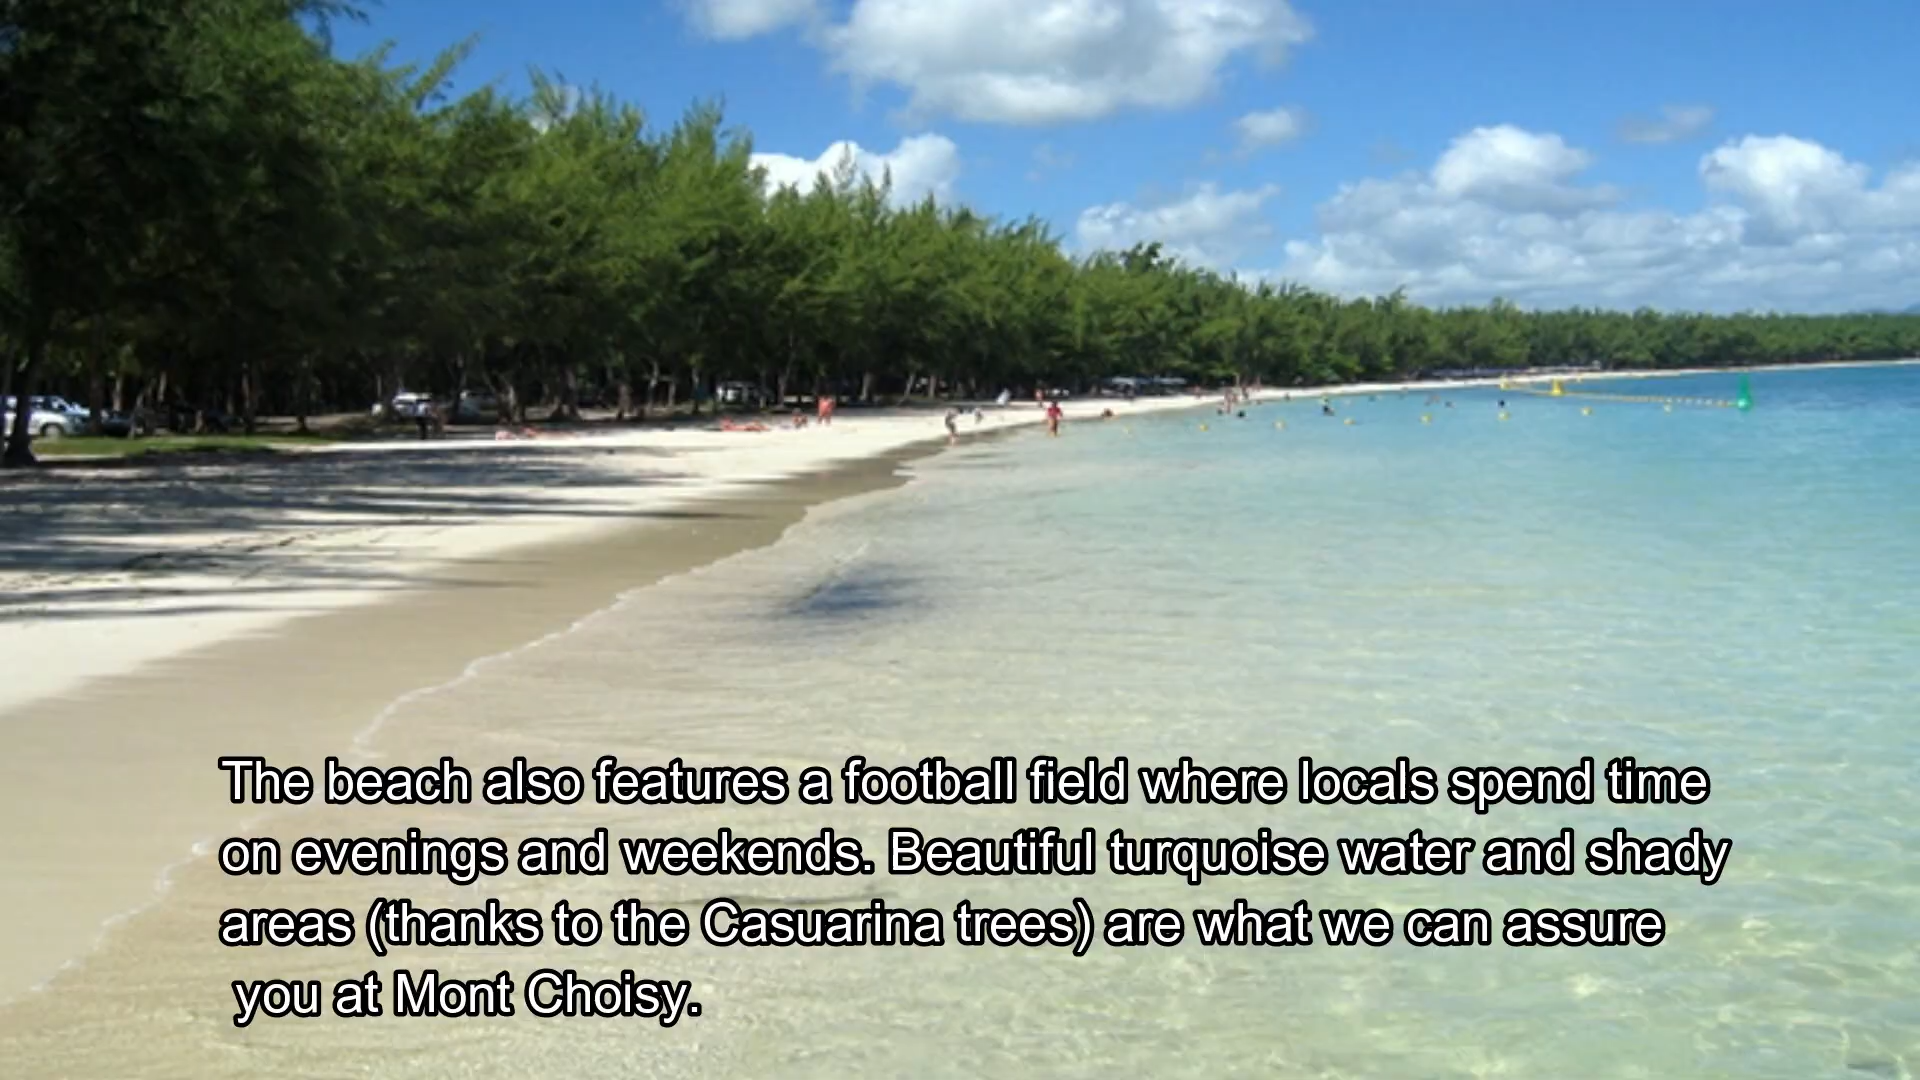 The beach also features a football field where locals spend time
on evenings and weekends. Beautiful turquoise water and shady
areas (thanks to the Casuarina trees) are what we can assure
you at Mont Choisy.